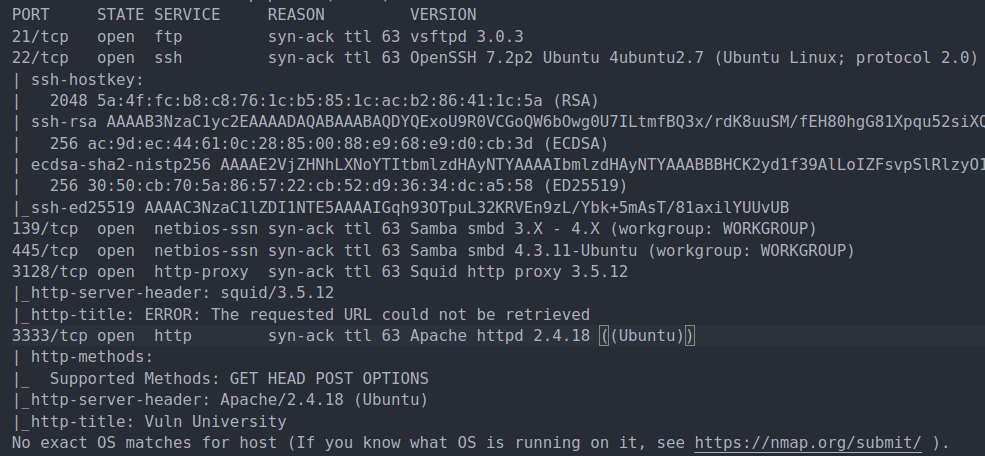 PORT     STATE SERVICE     REASON         VERSION
21/tcp   open  ftp         syn-ack ttl 63 vsftpd 3.0.3
22/tcp   open  ssh         syn-ack ttl 63 OpenSSH 7.2p2 Ubuntu 4ubuntu2.7 (Ubuntu Linux; protocol 2.0)
| ssh-hostkey:
|   2048 5a:4f:fc:b8:c8:76:1c:b5:85:1c:ac:b2:86:41:1c:5a (RSA)
| ssh-rsa AAAAB3NzaC1yc2EAAAADAQABAAABAQDYQExoU9R0VCGoQW6bOwg0U7ILtmfBQ3x/rdK8uuSM/fEH80hgG81Xpqu52siXQ
|   256 ac:9d:ec:44:61:0c:28:85:00:88:e9:68:e9:d0:cb:3d (ECDSA)
| ecdsa-sha2-nistp256 AAAAE2VjZHNhLXNoYTItbmlzdHAyNTYAAAAIbmlzdHAyNTYAAABBBHCK2yd1f39AlLoIZFsvpSlRlzyO1
|   256 30:50:cb:70:5a:86:57:22:cb:52:d9:36:34:dc:a5:58 (ED25519)
|_ssh-ed25519 AAAAC3NzaC1lZDI1NTE5AAAAIGqh93OTpuL32KRVEn9zL/Ybk+5mAsT/81axilYUUvUB
139/tcp  open  netbios-ssn syn-ack ttl 63 Samba smbd 3.X - 4.X (workgroup: WORKGROUP)
445/tcp  open  netbios-ssn syn-ack ttl 63 Samba smbd 4.3.11-Ubuntu (workgroup: WORKGROUP)
3128/tcp open  http-proxy  syn-ack ttl 63 Squid http proxy 3.5.12
|_http-server-header: squid/3.5.12
|_http-title: ERROR: The requested URL could not be retrieved
3333/tcp open  http        syn-ack ttl 63 Apache httpd 2.4.18 ((Ubuntu))
| http-methods:
|_  Supported Methods: GET HEAD POST OPTIONS
|_http-server-header: Apache/2.4.18 (Ubuntu)
|_http-title: Vuln University
No exact OS matches for host (If you know what OS is running on it, see https://nmap.org/submit/ ).